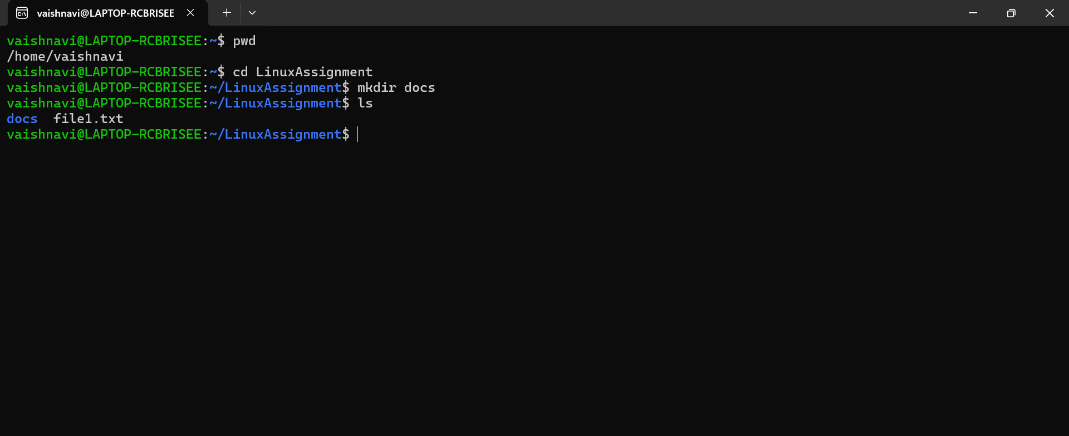 vaishnavi@LAPTOP-RCBRISEE
vaishnavi@LAPTOP-RCBRISEE:~$ pwd
/home/vaishnavi
vaishnavi@LAPTOP-RCBRISEE:~$ cd LinuxAssignment
vaishnavi@LAPTOP-RCBRISEE:~/LinuxAssignment$ mkdir docs
vaishnavi@LAPTOP-RCBRISEE:~/LinuxAssignment$ ls
docs  file1.txt
vaishnavi@LAPTOP-RCBRISEE:~/LinuxAssignment$